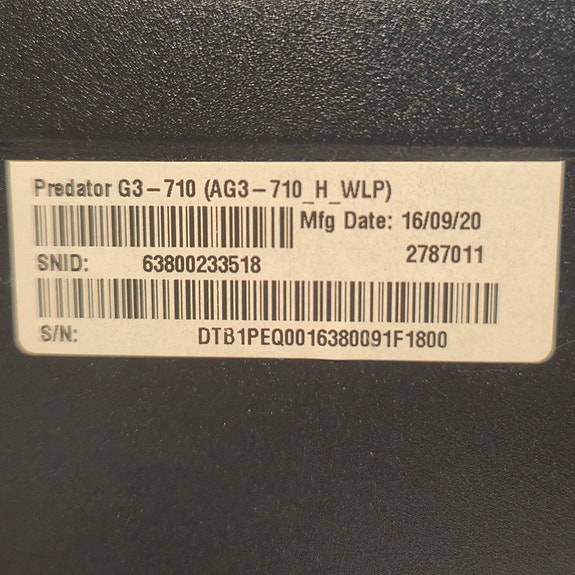 Predator G3-710 (AG3-710_H_WLP)
Mfg Date: 16/09/20
SNID: 63800233518 2787011
S/N: DTB1PEQ0016380091F1800